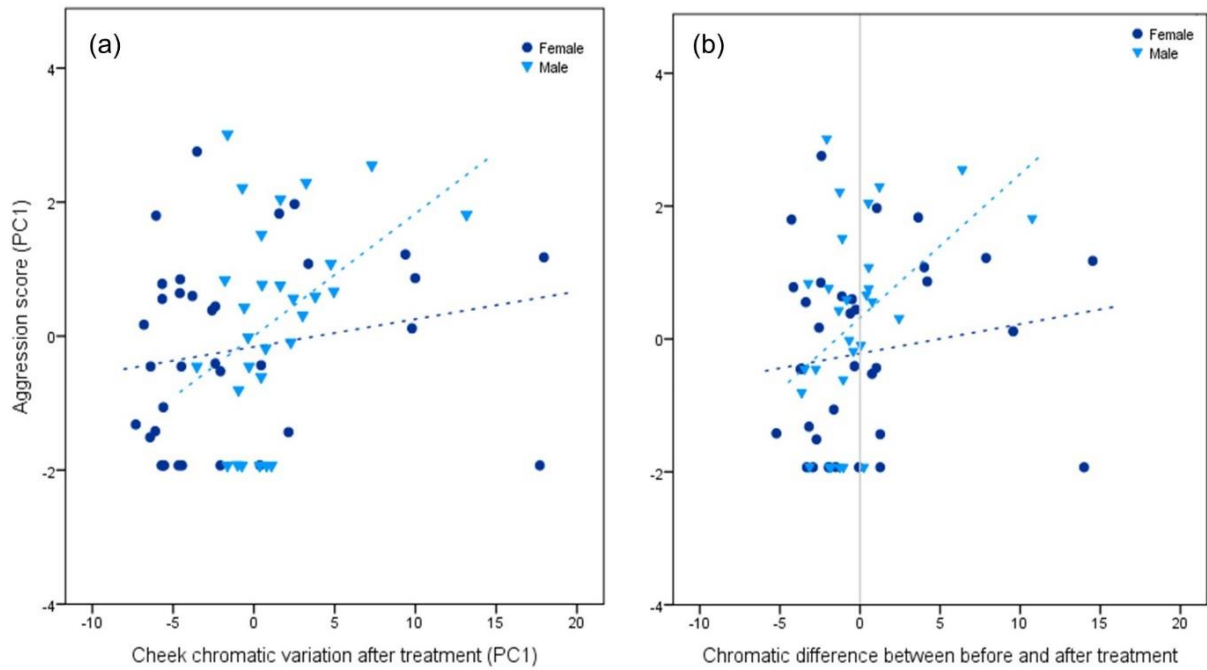 (a)
Female
Male
4
2
0
-2
-4
Aggression score (PC1)
-10 -5 0 5 10 15 20
Cheek chromatic variation after treatment (PC1)
(b)
Female
Male
4
2
0
-2
-4
-10 -5 0 5 10 15 20
Chromatic difference between before and after treatment